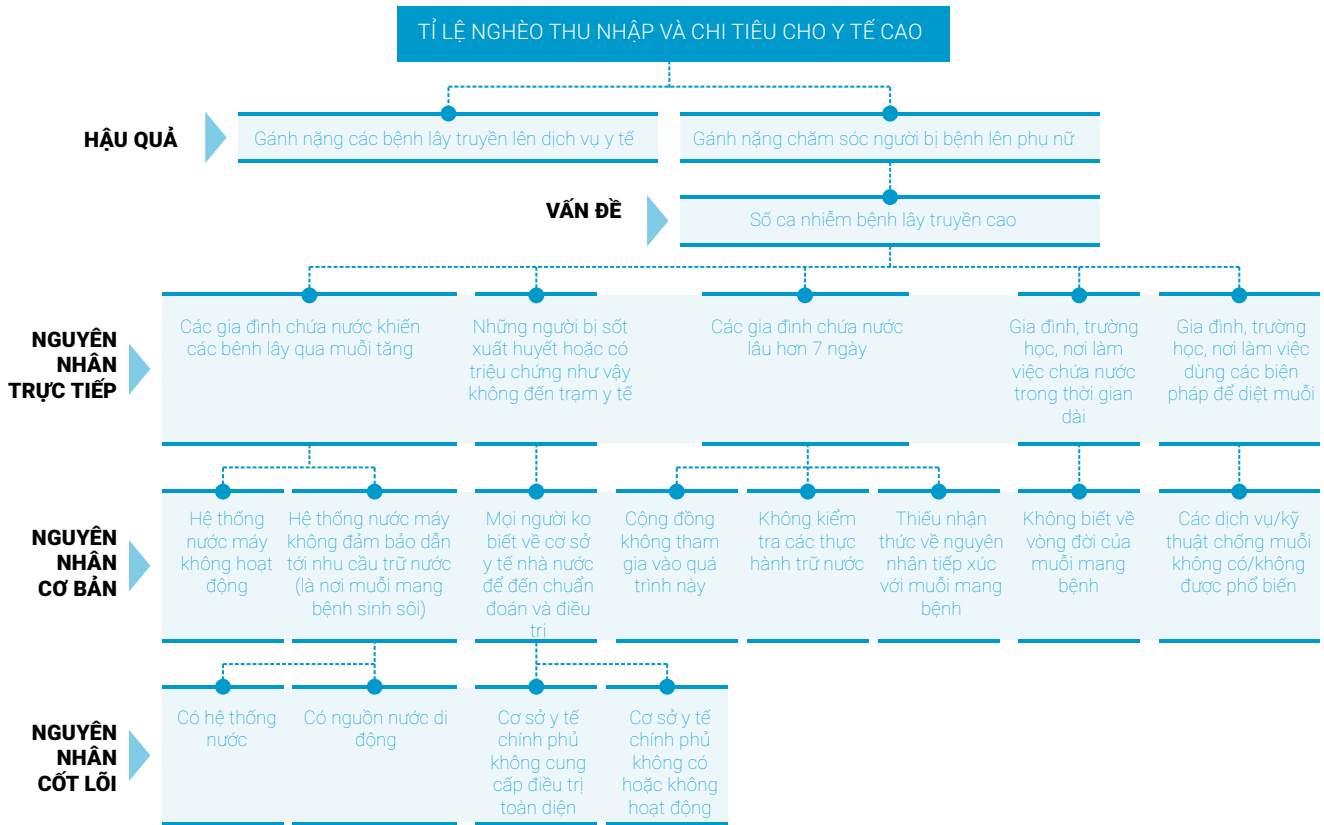 TỈ LỆ NGHÈO THU NHẬP VÀ CHI TIÊU CHO Y TẾ CAO
HẬU QUẢ
Gánh nặng các bệnh lây truyền lên dịch vụ y tế
Gánh nặng chăm sóc người bị bệnh lên phụ nữ
VẤN ĐỀ
Số ca nhiễm bệnh lây truyền cao
NGUYÊN
NHÂN
TRỰC TIẾP
Các gia đình chứa nước khiến
các bênh lây qua muỗi tăng
Những người bị sốt
xuất huyết hoặc có
triệu chứng như vậy
không đến trạm y tế
Các gia đình chứa nước
lâu hơn 7 ngày
Gia đình, trường
học, nơi làm
việc chứa nước
trong thời gian
dài
Gia đình, trường
học, nơi làm việc
dùng các biện
pháp để diệt muỗi
NGUYÊN
NHÂN
CƠ BẢN
Hệ thống
nước máy
không hoạt
động
Hệ thống nước máy
không đảm bảo dẫn
tới nhu cầu trữ nước
(là nơi muỗi mang
bệnh sinh sôi)
Mọi người ko
biết về cơ sở
y tế nhà nước
để đến chuẩn
đoán và điều
trị
Cộng đồng
không tham
gia vào quá
trình này
Không kiểm
tra các thực
hành trữ nước
Thiếu nhận
thức về nguyên
nhân tiếp xúc
với muỗi mang
bệnh
Không biết về
vòng đời của
muỗi mang
bệnh
Các dịch vụ/kỹ
thuật chống muỗi
không có/không
được phổ biến
NGUYÊN
NHÂN
CỐT LÕI
Có hệ thống
nước
Có nguồn nước di
động
Cơ sở y tế
chính phủ
không cung
cấp điều trị
toàn diện
Cơ sở y tế
chính phủ
không có
hoặc không
hoạt động